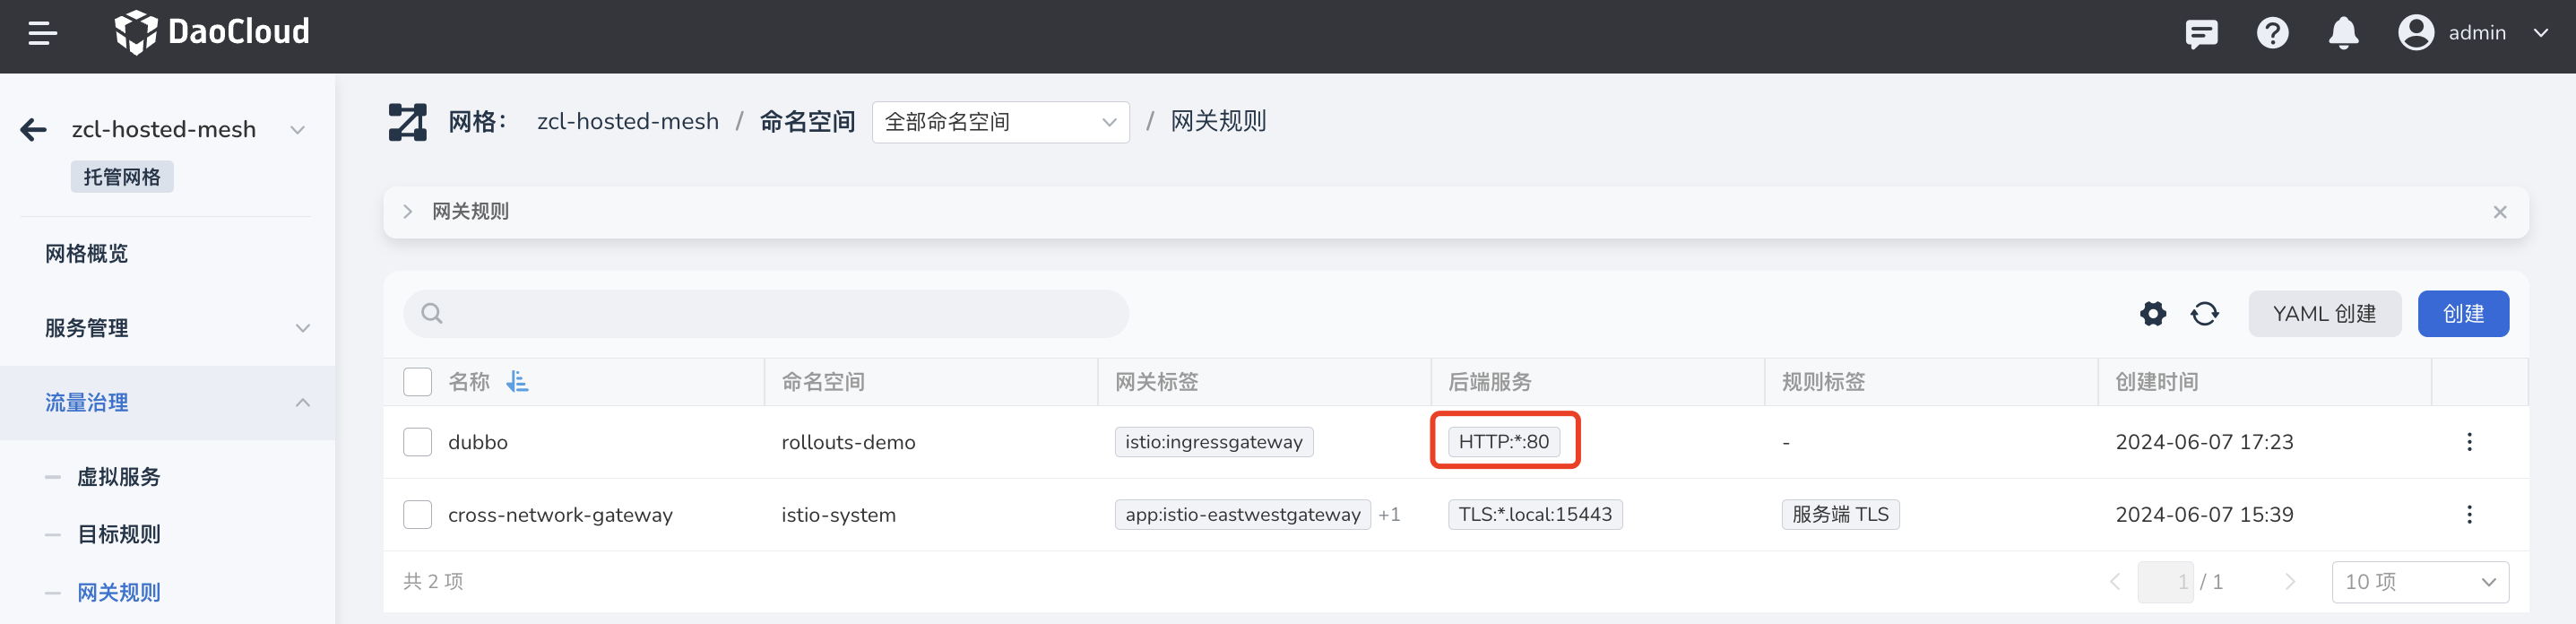 DaoCloud
admin
zcl-hosted-mesh
托管网格
网格概览
服务管理
流量治理
虚拟服务
目标规则
网关规则
网格： zcl-hosted-mesh / 命名空间 全部命名空间 / 网关规则
网关规则
YAML 创建 创建
名称 命名空间 网关标签 后端服务 规则标签 创建时间
dubbo rollouts-demo istio:ingressgateway HTTP:*:80 - 2024-06-07 17:23
cross-network-gateway istio-system app:istio-eastwestgateway +1 TLS:*.local:15443 服务端 TLS 2024-06-07 15:39
共 2 项 1 / 1 10 项